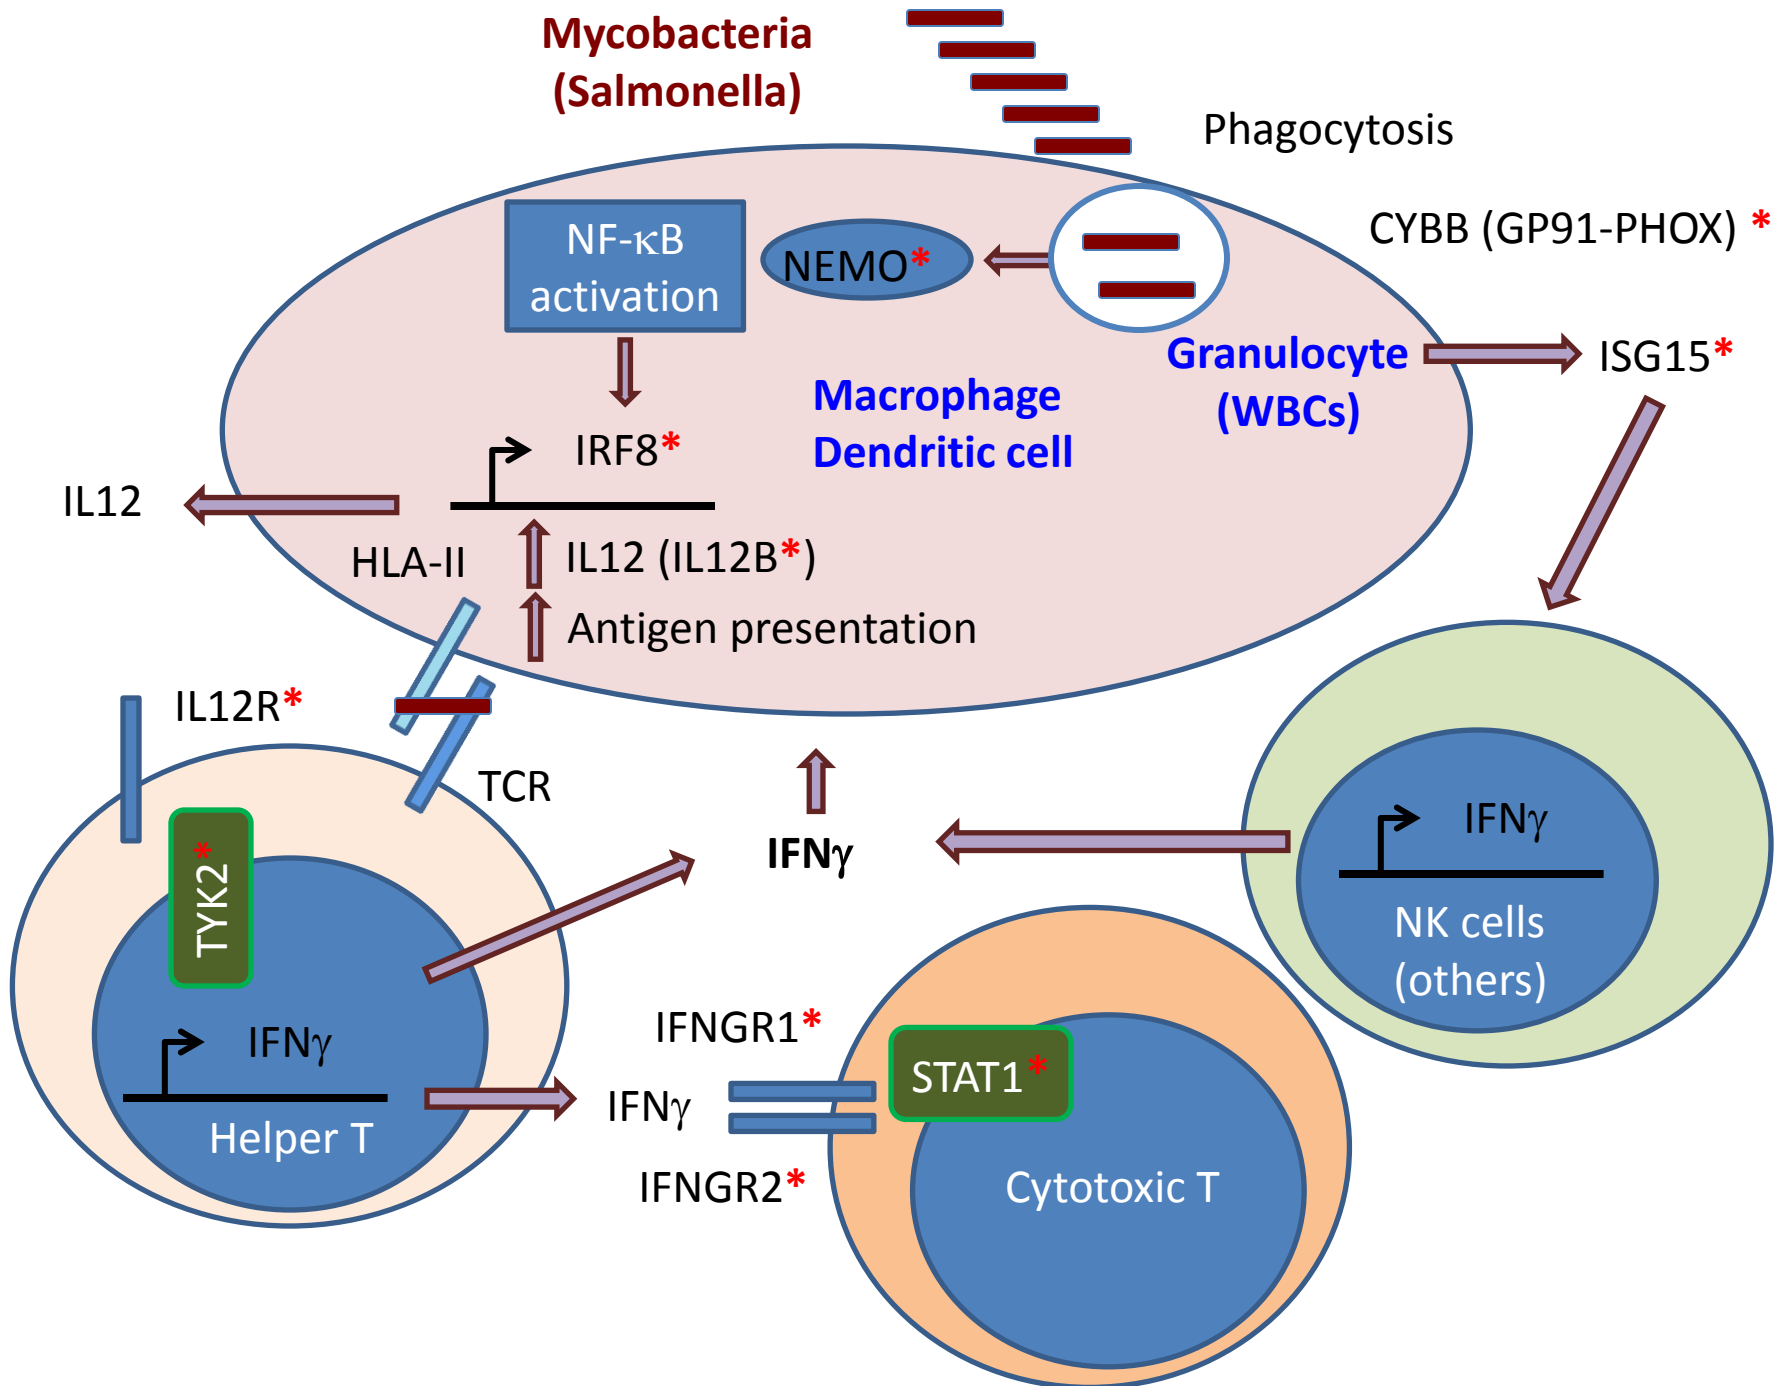 Mycobacteria
(Salmonella)
Phagocytosis
CYBB (GP91-PHOX) *
NF-κB
activation
NEMO*
Granulocyte
(WBCs)
ISG15*
Macrophage
Dendritic cell
IRF8*
IL12
HLA-II
IL12 (IL12B*)
Antigen presentation
IL12R*
TCR
TYK2*
IFNγ
Helper T
IFNγ
IFNγ
NK cells
(others)
IFNGR1*
IFNγ
IFNGR2*
STAT1*
Cytotoxic T